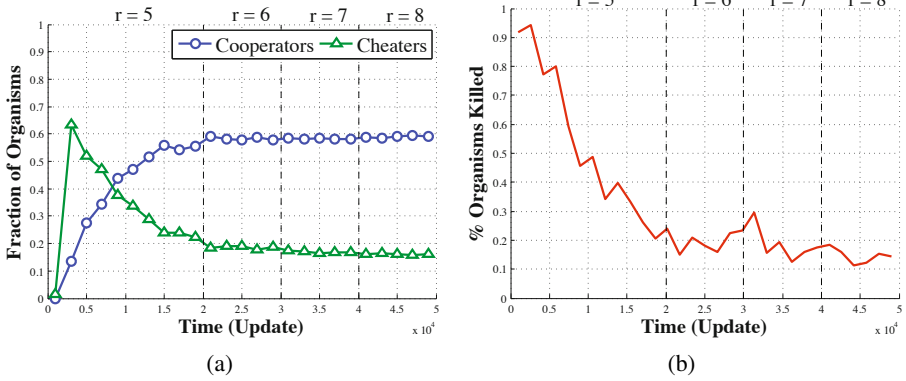 r = 5 r = 6 r = 7 r = 8
Cooperators Cheaters
Fraction of Organisms
1
0.9
0.8
0.7
0.6
0.5
0.4
0.3
0.2
0.1
0
0 0.5 1 1.5 2 2.5 3 3.5 4 4.5 5
Time (Update)
x 10^4
(a)
r = 5 r = 6 r = 7 r = 8
% Organisms Killed
1
0.9
0.8
0.7
0.6
0.5
0.4
0.3
0.2
0.1
0
0 0.5 1 1.5 2 2.5 3 3.5 4 4.5 5
Time (Update)
x 10^4
(b)